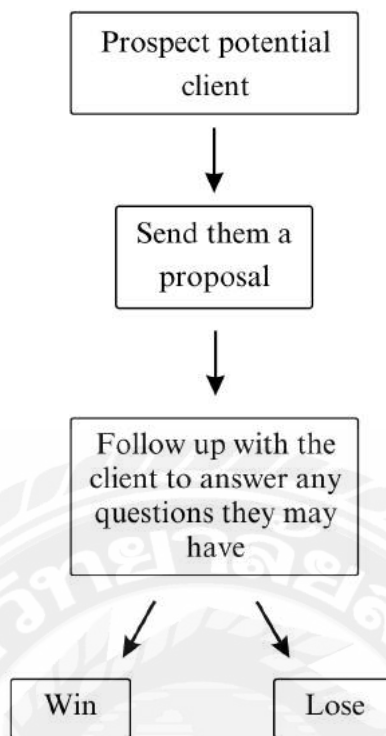 Prospect potential
client
Send them a
proposal
Follow up with the
client to answer any
questions they may
have
Win
Lose